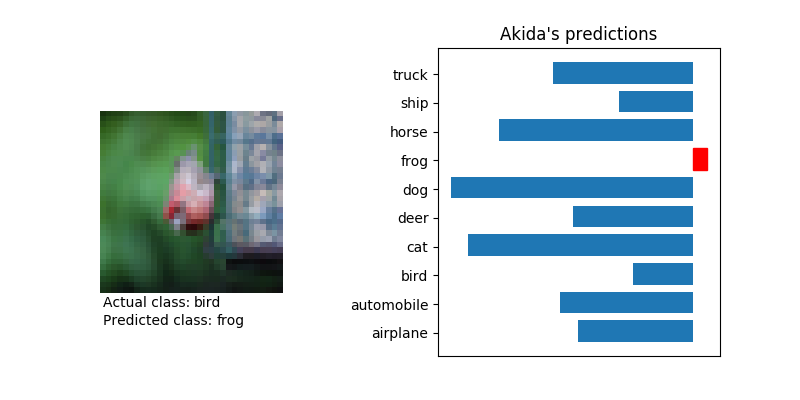 Akida's predictions
truck
ship
horse
frog
dog
deer
cat
bird
automobile
airplane
Actual class: bird
Predicted class: frog